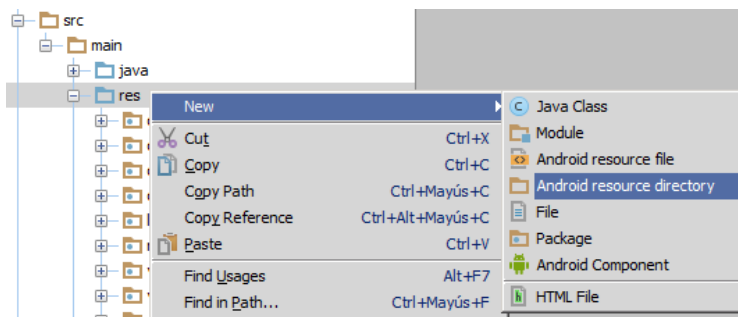 src
main
java
res
New
Cut Ctrl+X
Copy Ctrl+C
Copy Path Ctrl+Mayús+C
Copy Reference Ctrl+Alt+Mayús+C
Paste Ctrl+V
Find Usages Alt+F7
Find in Path... Ctrl+Mayús+F
Java Class
Module
Android resource file
Android resource directory
File
Package
Android Component
HTML File